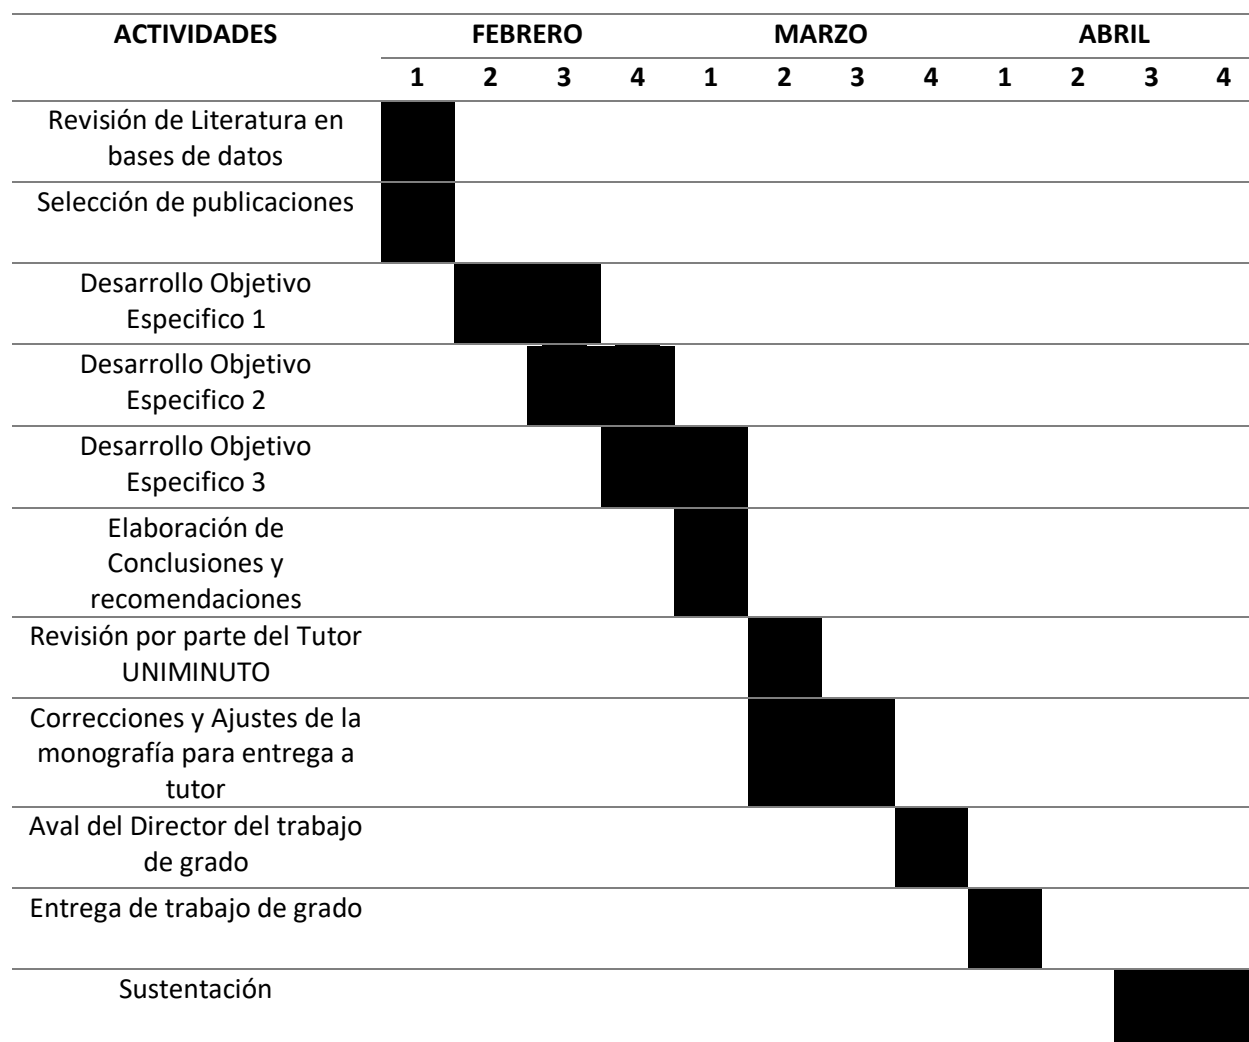 ACTIVIDADES FEBRERO MARZO ABRIL
1 2 3 4 1 2 3 4 1 2 3 4
Revisión de Literatura en
bases de datos
Selección de publicaciones
Desarrollo Objetivo
Especifico 1
Desarrollo Objetivo
Especifico 2
Desarrollo Objetivo
Especifico 3
Elaboración de
Conclusiones y
recomendaciones
Revisión por parte del Tutor
UNIMINUTO
Correcciones y Ajustes de la
monografía para entrega a
tutor
Aval del Director del trabajo
de grado
Entrega de trabajo de grado
Sustentación